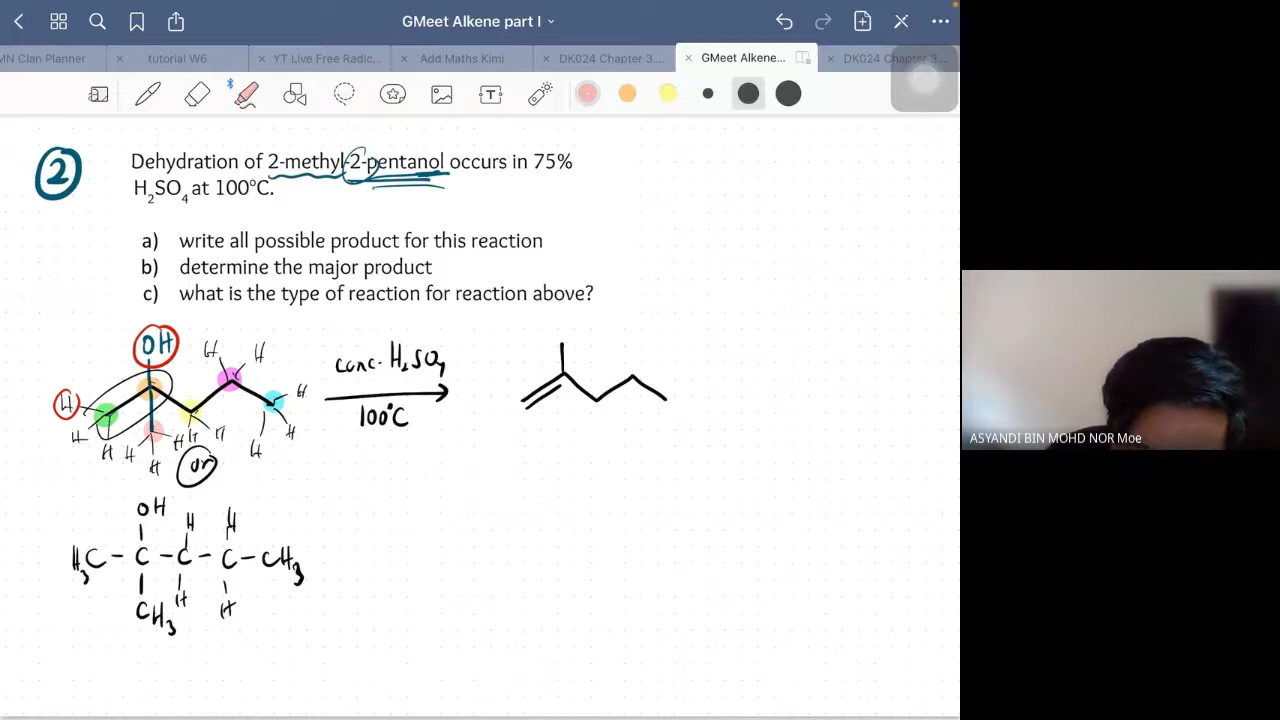 GMeet Alkene part I
MN Clan Planner
tutorial W6
YT Live Free Radic...
Add Maths Kimi
DK024 Chapter 3....
GMeet Alkene...
DK024 Chapter 3...
2
Dehydration of 2-methyl-2-pentanol occurs in 75%
H₂SO₄ at 100°C.
a) write all possible product for this reaction
b) determine the major product
c) what is the type of reaction for reaction above?
OH
H H
conc. H₂SO₄
H H
100°C
H H H H H H H H
or
OH
H H
H₃C - C - C - C - CH₃
H H
CH₃
ASYANDI BIN MOHD NOR Moe